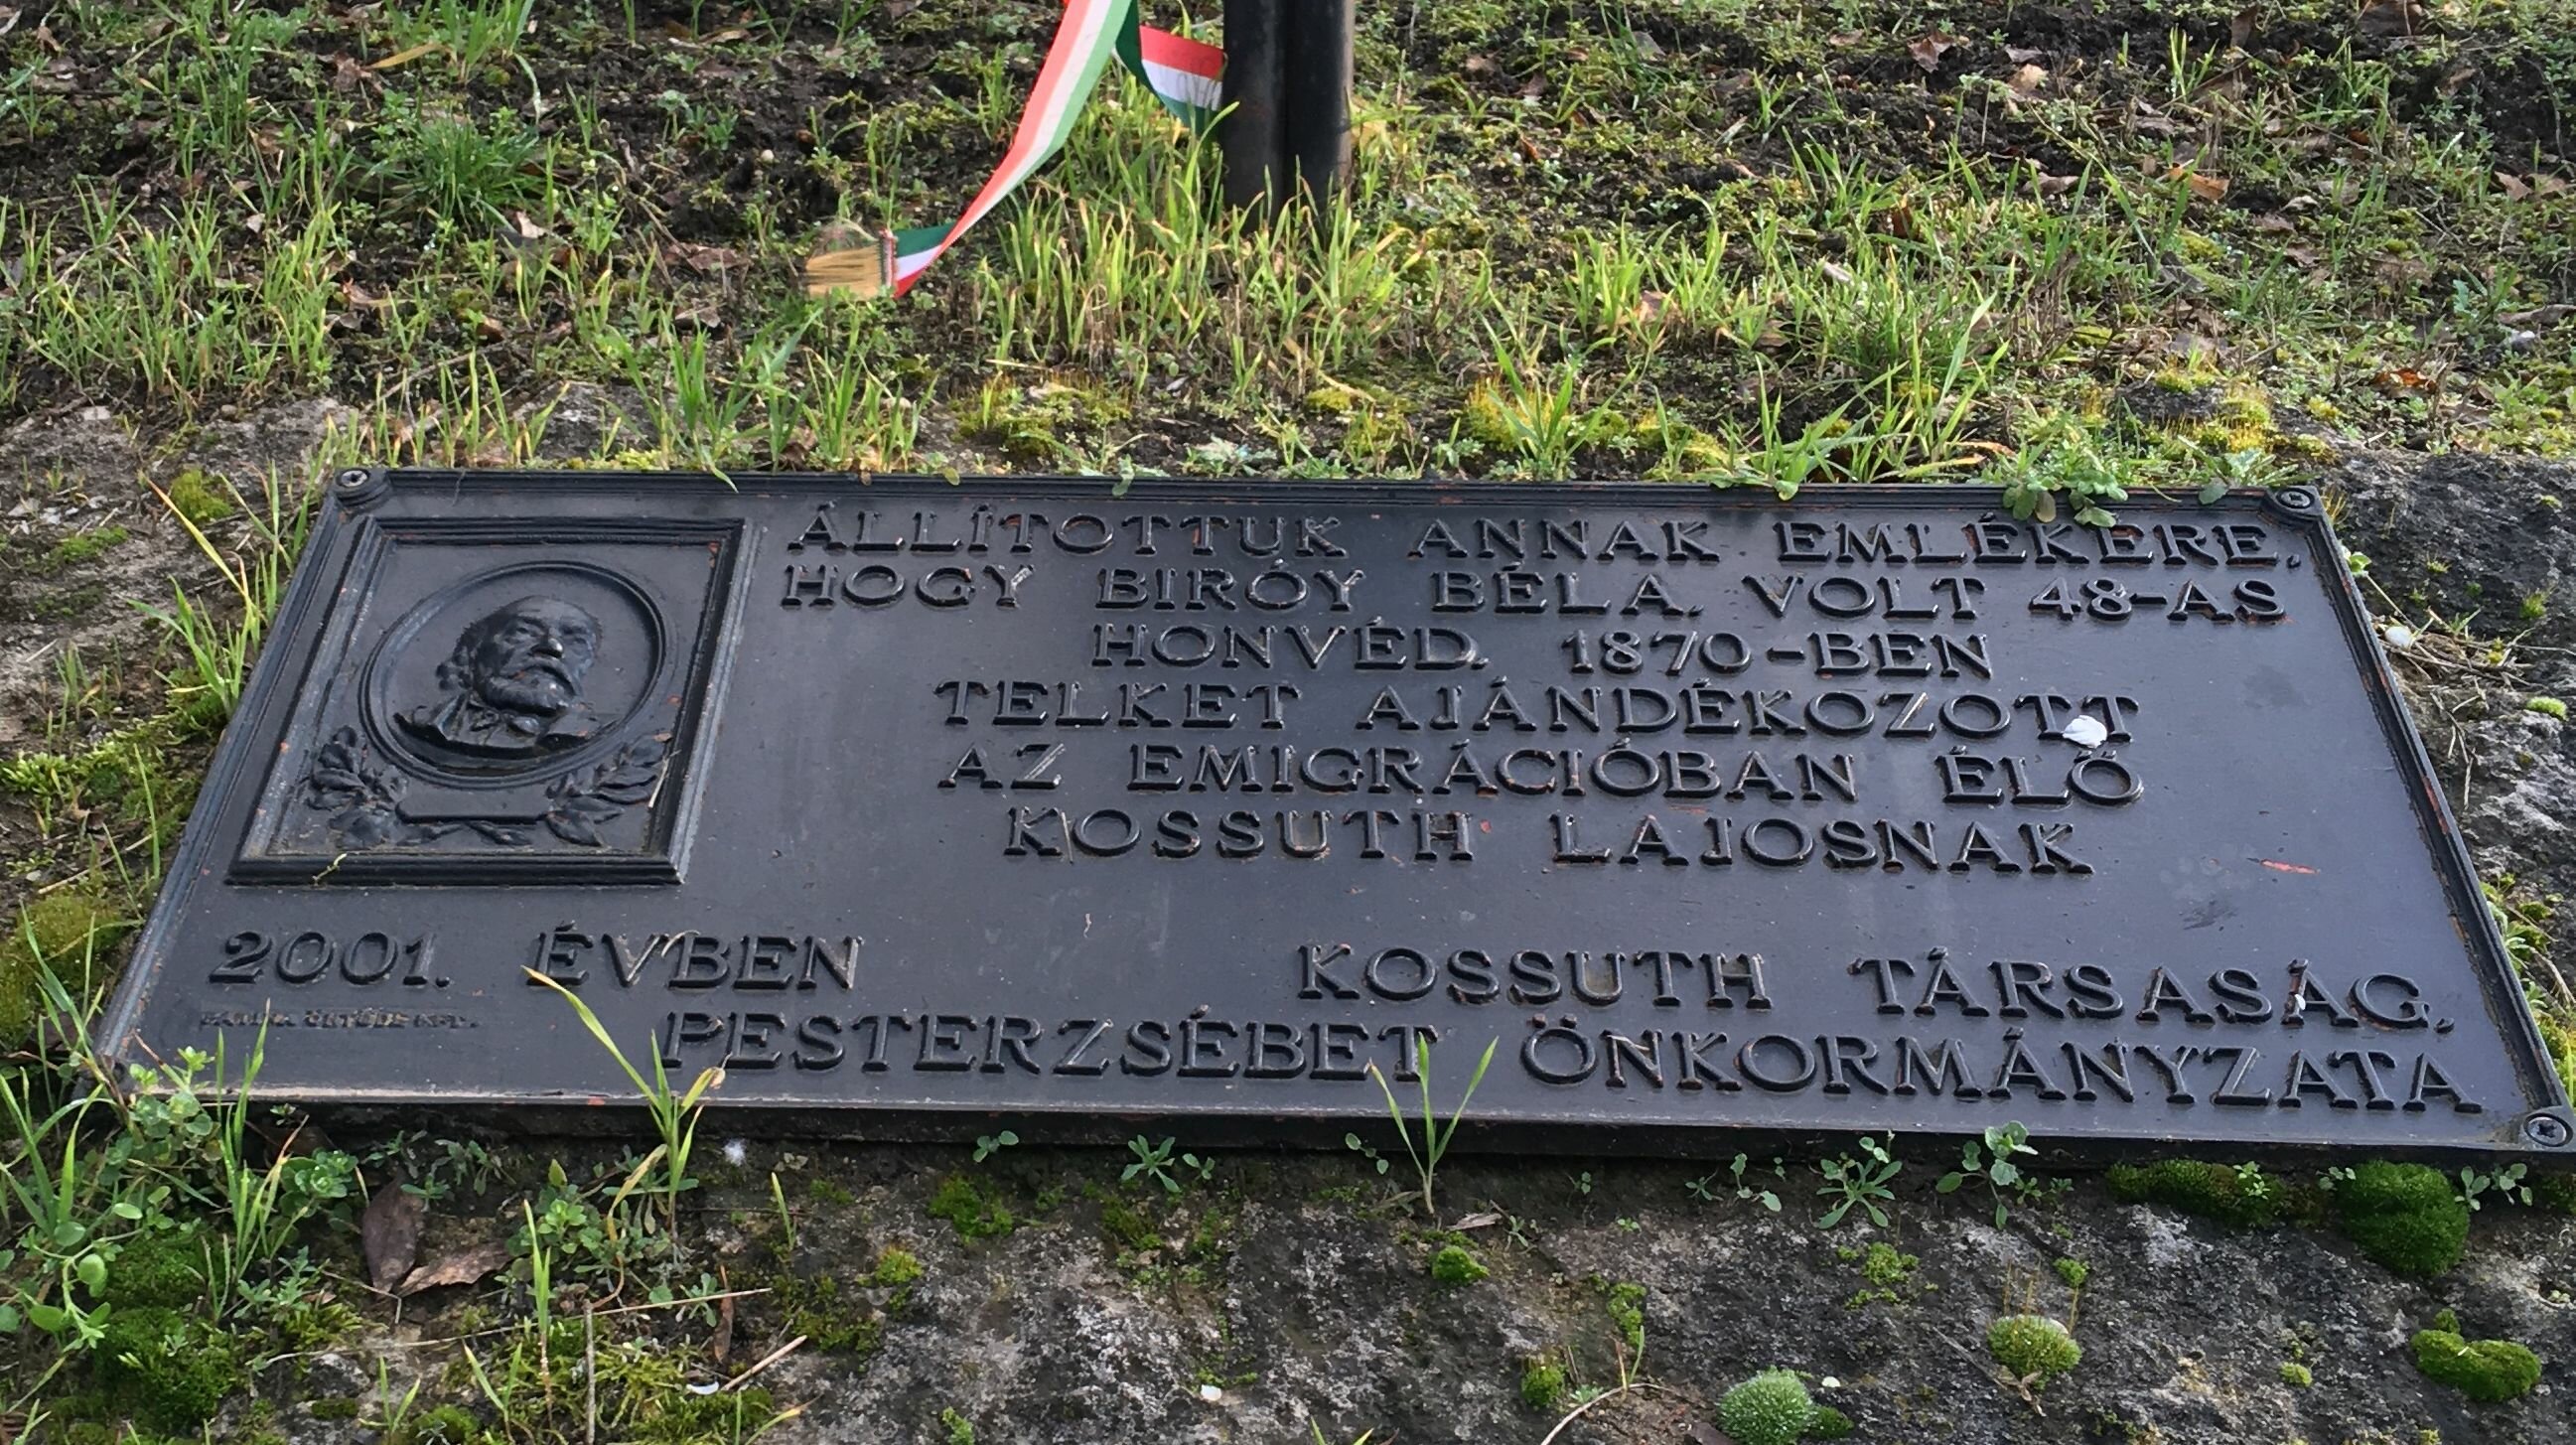 ÁLLÍTOTTUK ANNAK EMLÉKÉRE,
HOGY BIRÓY BÉLA, VOLT 48-AS
HONVÉD, 1870-BEN
TELKET AJÁNDÉKOZOTT
AZ EMIGRÁCIÓBAN ÉLŐ
KOSSUTH LAJOSNAK
2001. ÉVBEN
KOSSUTH TÁRSASÁG,
PESTERZSÉBET ÖNKORMÁNYZATA